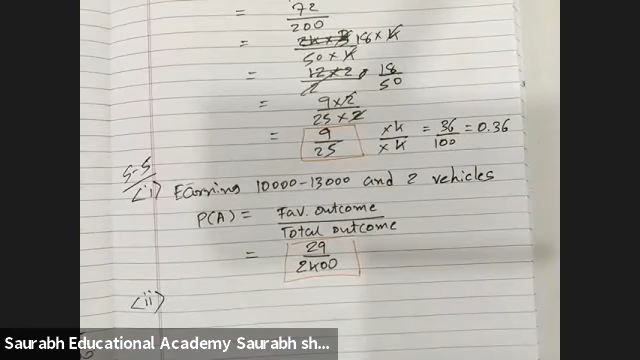 = 72/200
= 18 × 4 / 50 × 4
= 12 × 2 18/50
= 9 × 2 / 25 × 2
= 9/25 × 4 / × 4 = 36/100 = 0.36
5-5
(i) Earning 10000-13000 and 2 vehicles
P(A) = Fav. outcome / Total outcome
= 29/2400
(ii)
Saurabh Educational Academy Saurabh sh...